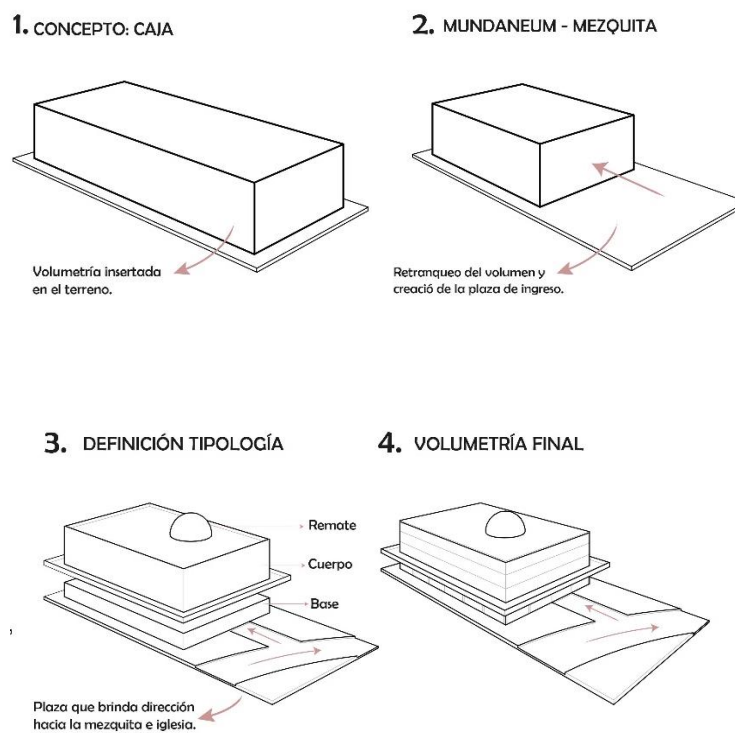 1. CONCEPTO: CAJA
Volumetría insertada
en el terreno.
2. MUNDANEUM - MEZQUITA
Retranqueo del volumen y
creació de la plaza de ingreso.
3. DEFINICIÓN TIPOLOGÍA
Remate
Cuerpo
Base
,
Plaza que brinda dirección
hacia la mezquita e iglesia.
4. VOLUMETRÍA FINAL